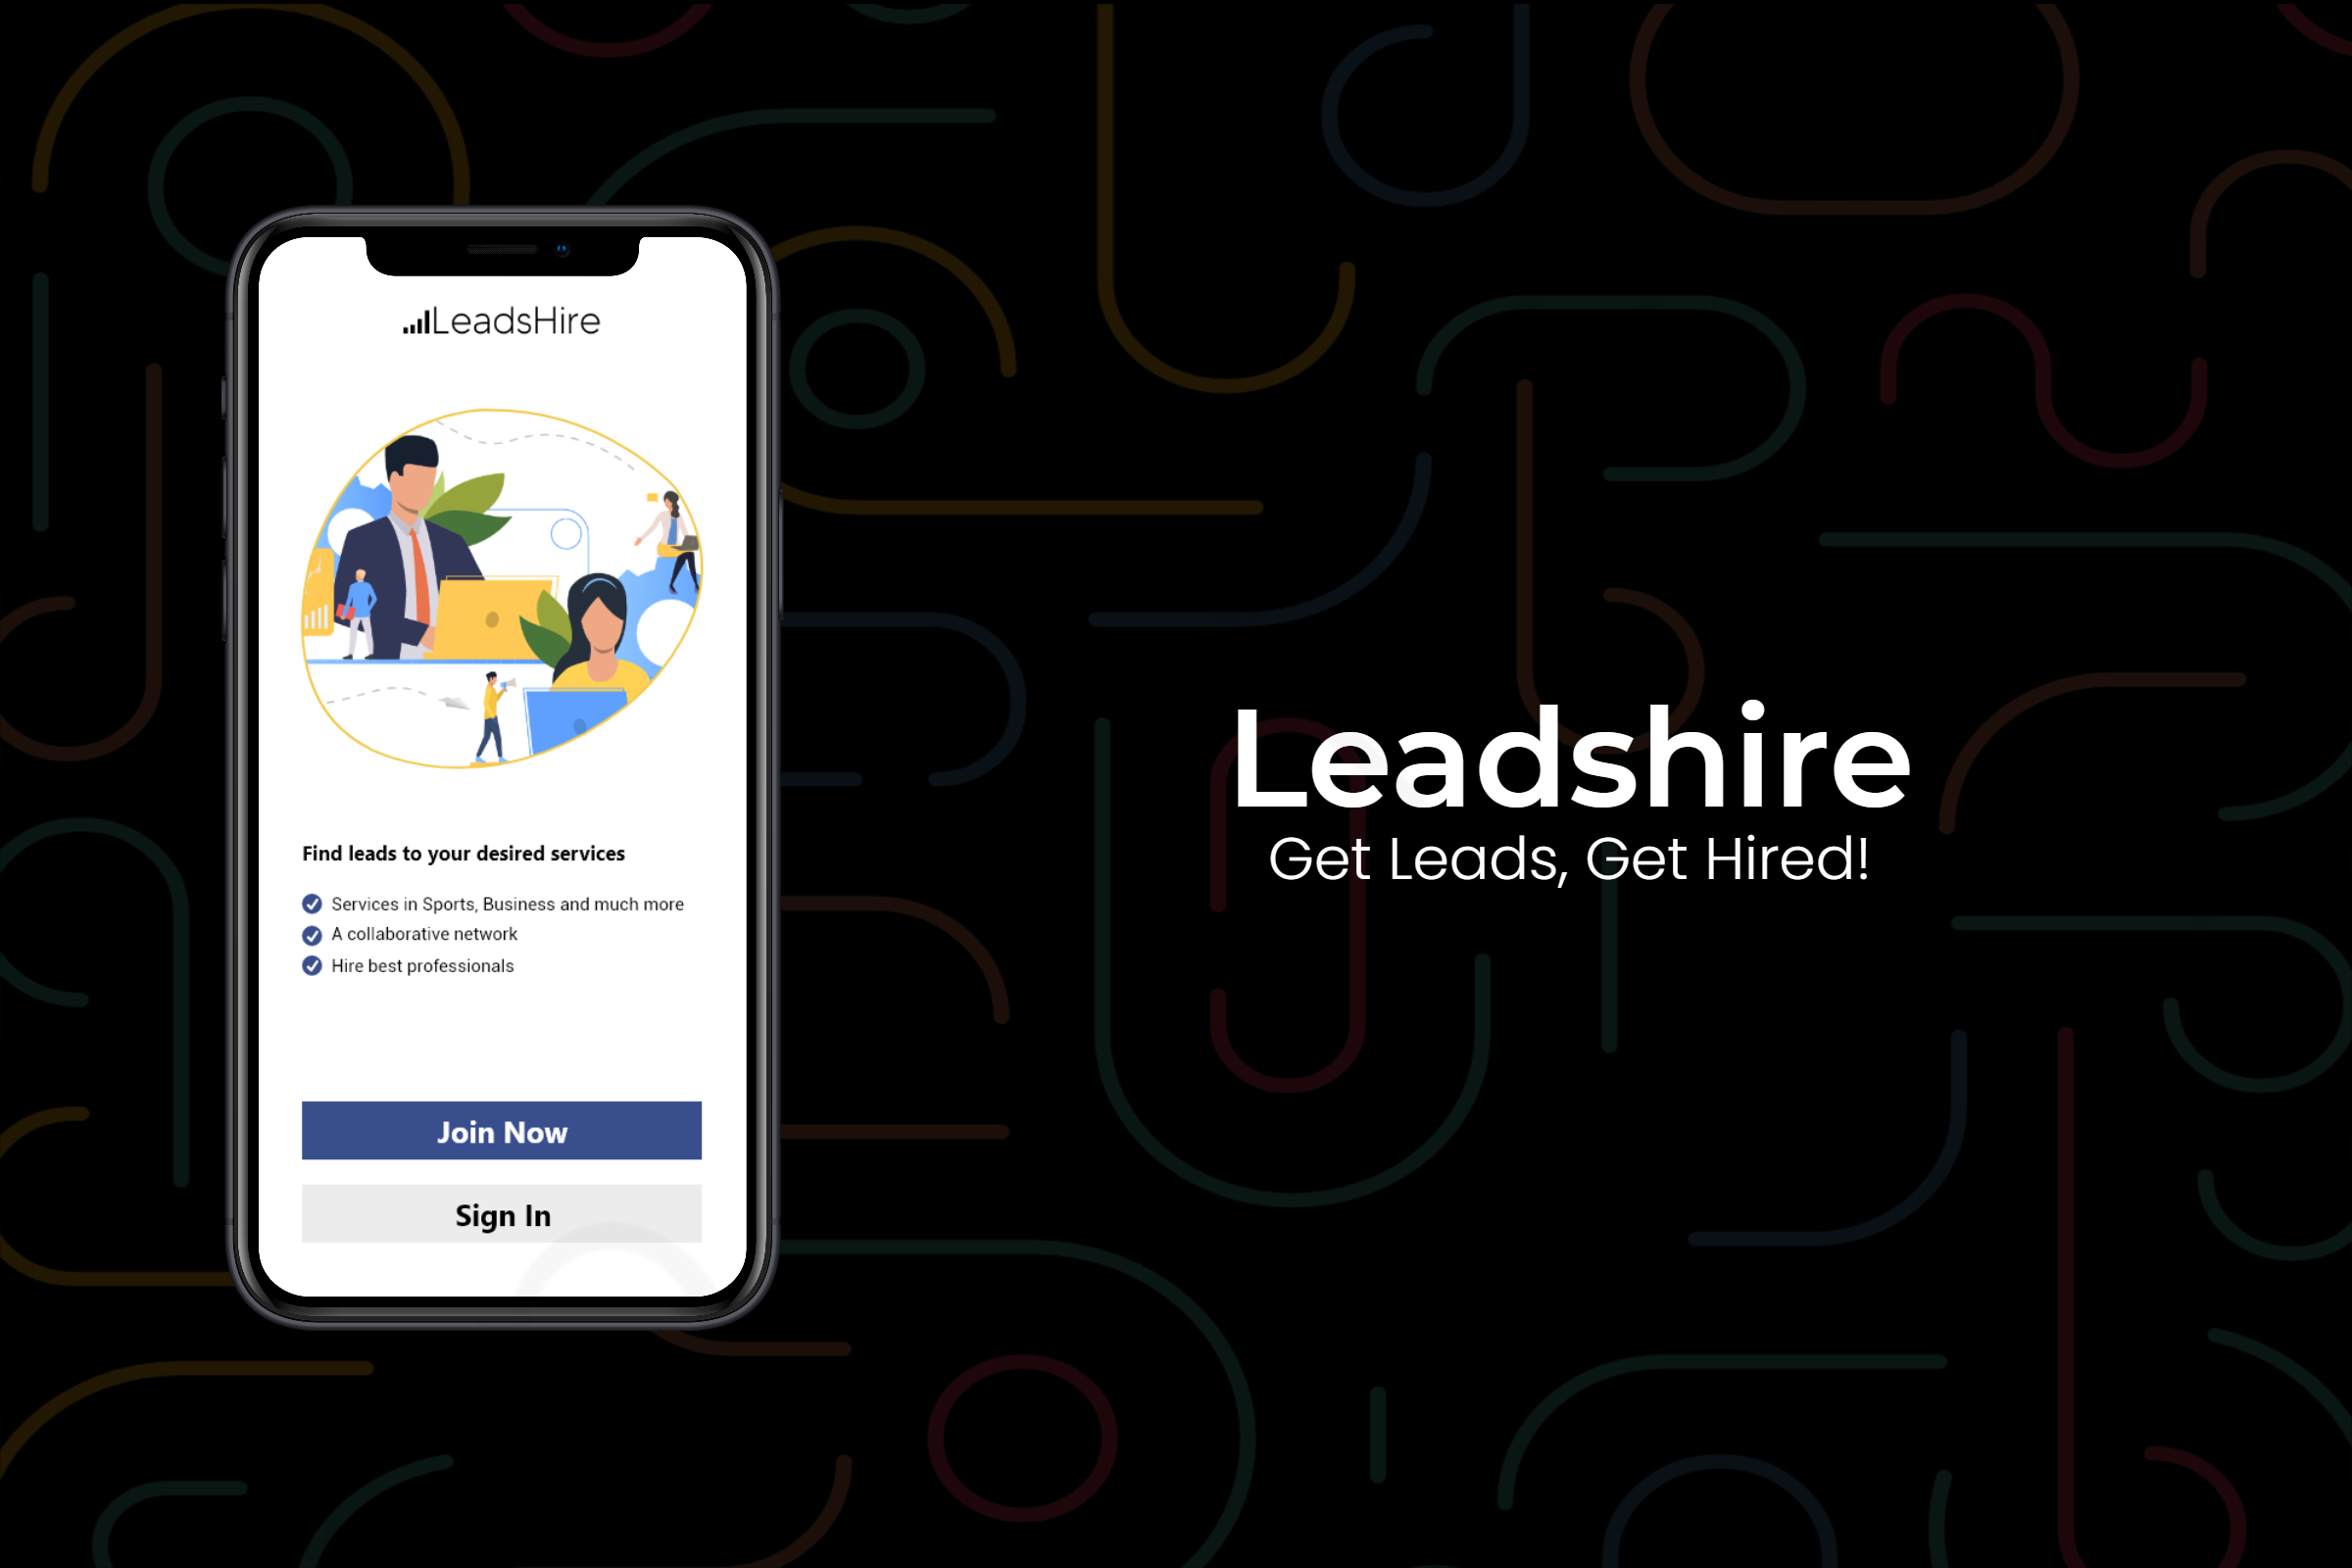 LeadsHire
Find leads to your desired services
Services in Sports, Business and much more
A collaborative network
Hire best professionals
Join Now
Sign In
Leadshire
Get Leads, Get Hired!